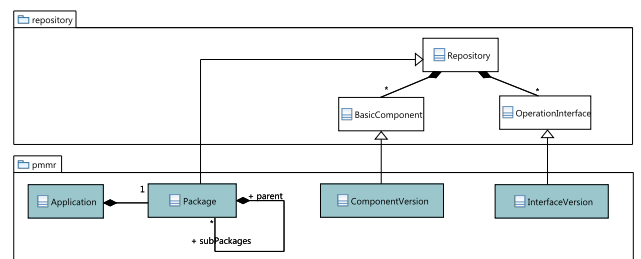 repository
Repository
*
*
BasicComponent
OperationInterface
pmmr
Application
1
Package
+ parent
ComponentVersion
InterfaceVersion
*
+ subPackages